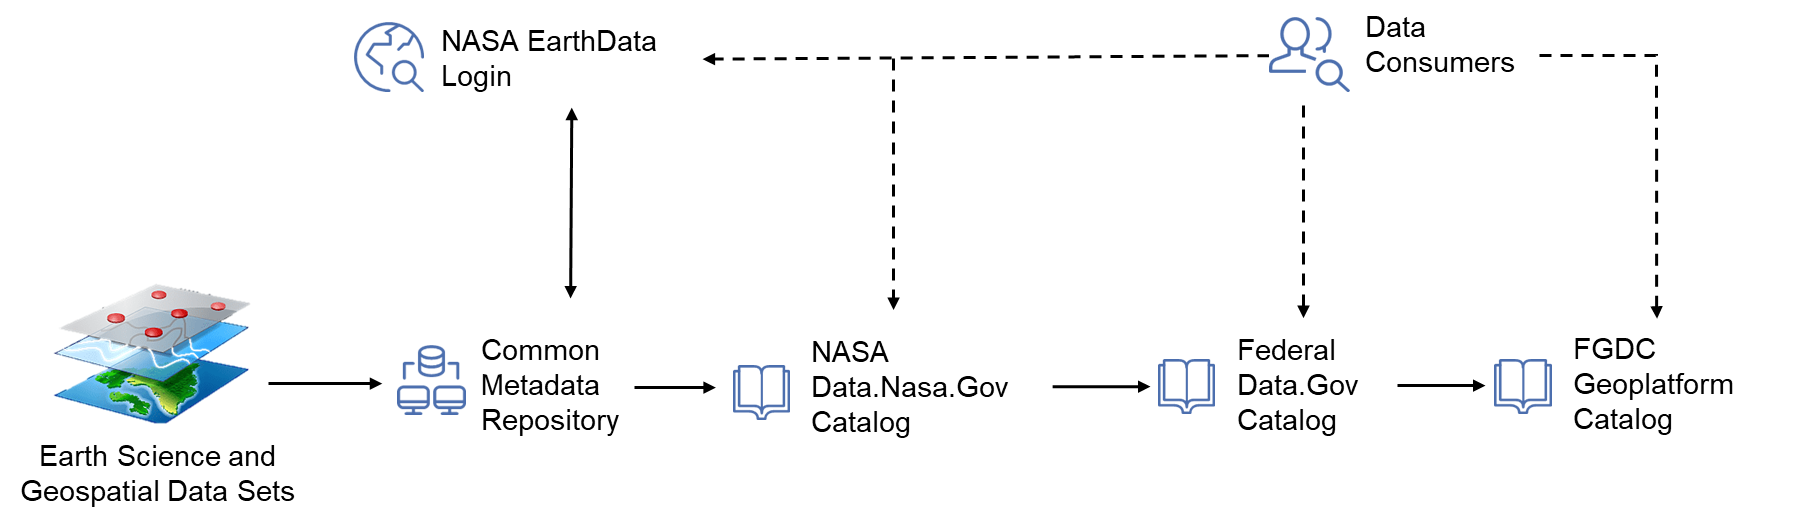 NASA EarthData
Login
Data
Consumers
Common
Metadata
Repository
NASA
Data.Nasa.Gov
Catalog
Federal
Data.Gov
Catalog
FGDC
Geoplatform
Catalog
Earth Science and
Geospatial Data Sets